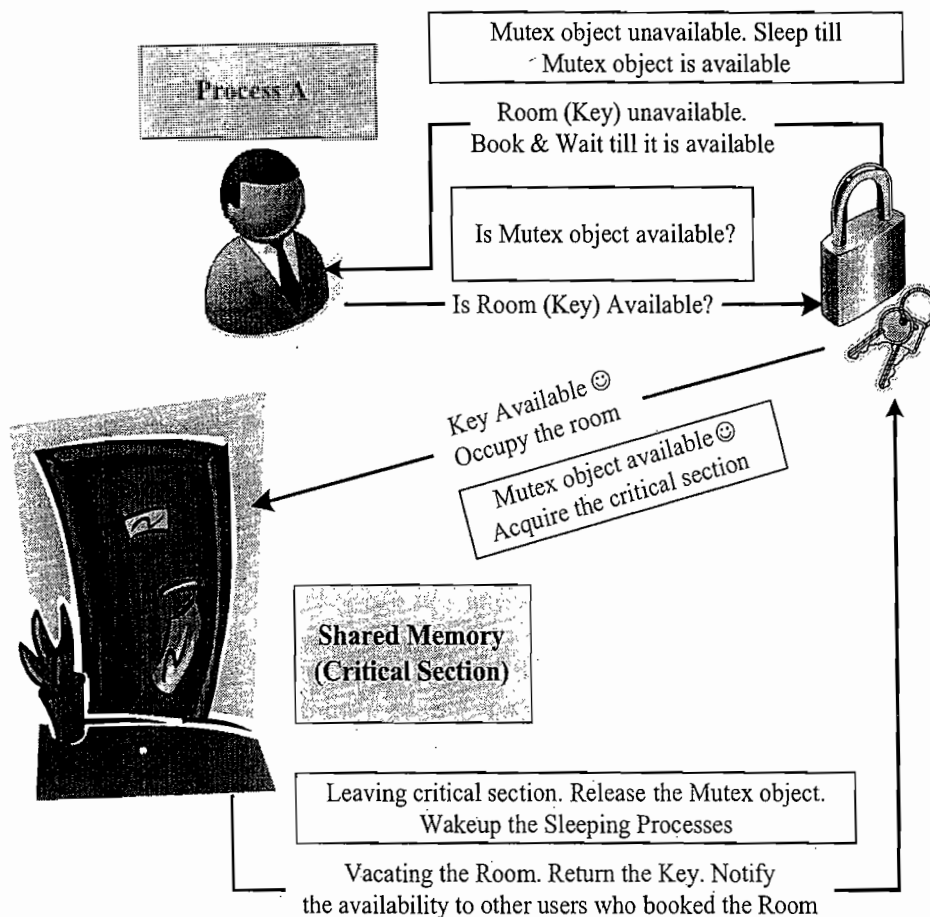 Mutex object unavailable. Sleep till
Mutex object is available
Process A
Room (Key) unavailable.
Book & Wait till it is available
Is Mutex object available?
Is Room (Key) Available?
Key Available ☺
Occupy the room
Mutex object available ☺
Acquire the critical section
Shared Memory
(Critical Section)
Leaving critical section. Release the Mutex object.
Wakeup the Sleeping Processes
Vacating the Room. Return the Key. Notify
the availability to other users who booked the Room